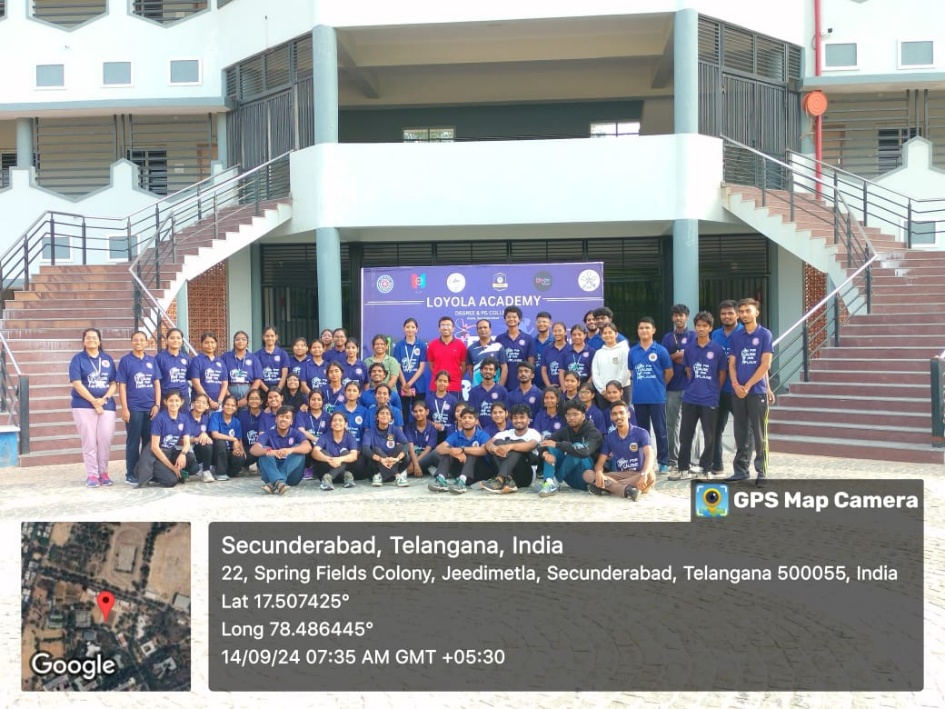 LOYOLA ACADEMY
DEGREE & PG COLLEGE
GPS Map Camera
Secunderabad, Telangana, India
22, Spring Fields Colony, Jeedimetla, Secunderabad, Telangana 500055, India
Lat 17.507425°
Long 78.486445°
14/09/24 07:35 AM GMT +05:30
Google